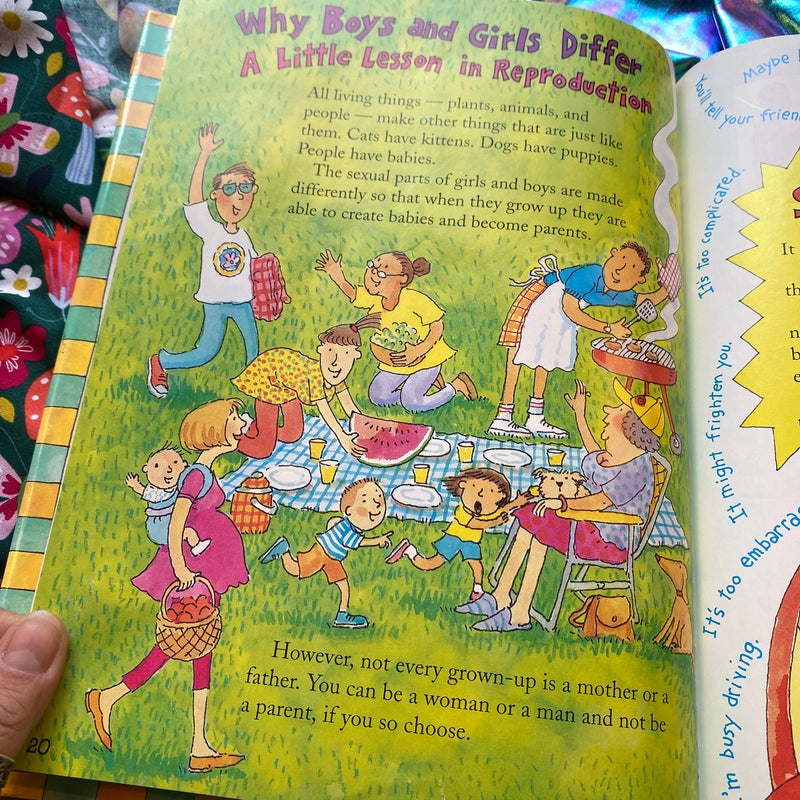 Why Boys and Girls Differ
A Little Lesson in Reproduction
All living things — plants, animals, and
people — make other things that are just like
them. Cats have kittens. Dogs have puppies.
People have babies.
The sexual parts of girls and boys are made
differently so that when they grow up they are
able to create babies and become parents.
However, not every grown-up is a mother or a
father. You can be a woman or a man and not be
a parent, if you so choose.
20
Maybe
you'll tell your frien
It's too complicated.
It might frighten you.
It's too embarra
I'm busy driving.
It
th
n
b
e